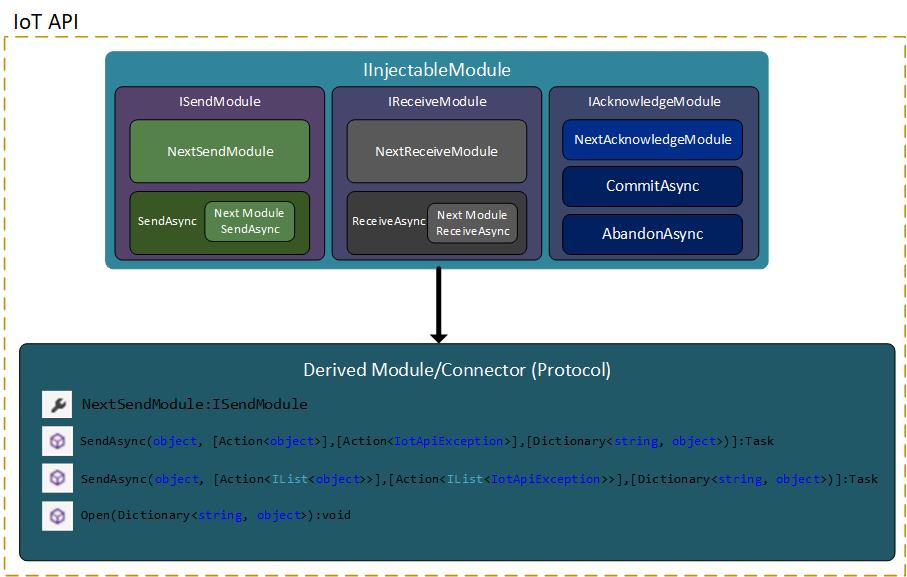 IoT API
IInjectableModule
ISendModule
NextSendModule
SendAsync
Next Module
SendAsync
IReceiveModule
NextReceiveModule
ReceiveAsync
Next Module
ReceiveAsync
IAcknowledgeModule
NextAcknowledgeModule
CommitAsync
AbandonAsync
Derived Module/Connector (Protocol)
NextSendModule:ISendModule
SendAsync(object, [Action<object>],[Action<IotApiException>],[Dictionary<string, object>)]:Task
SendAsync(object, [Action<IList<object>>],[Action<IList<IotApiException>>],[Dictionary<string, object>)]:Task
Open(Dictionary<string, object>):void